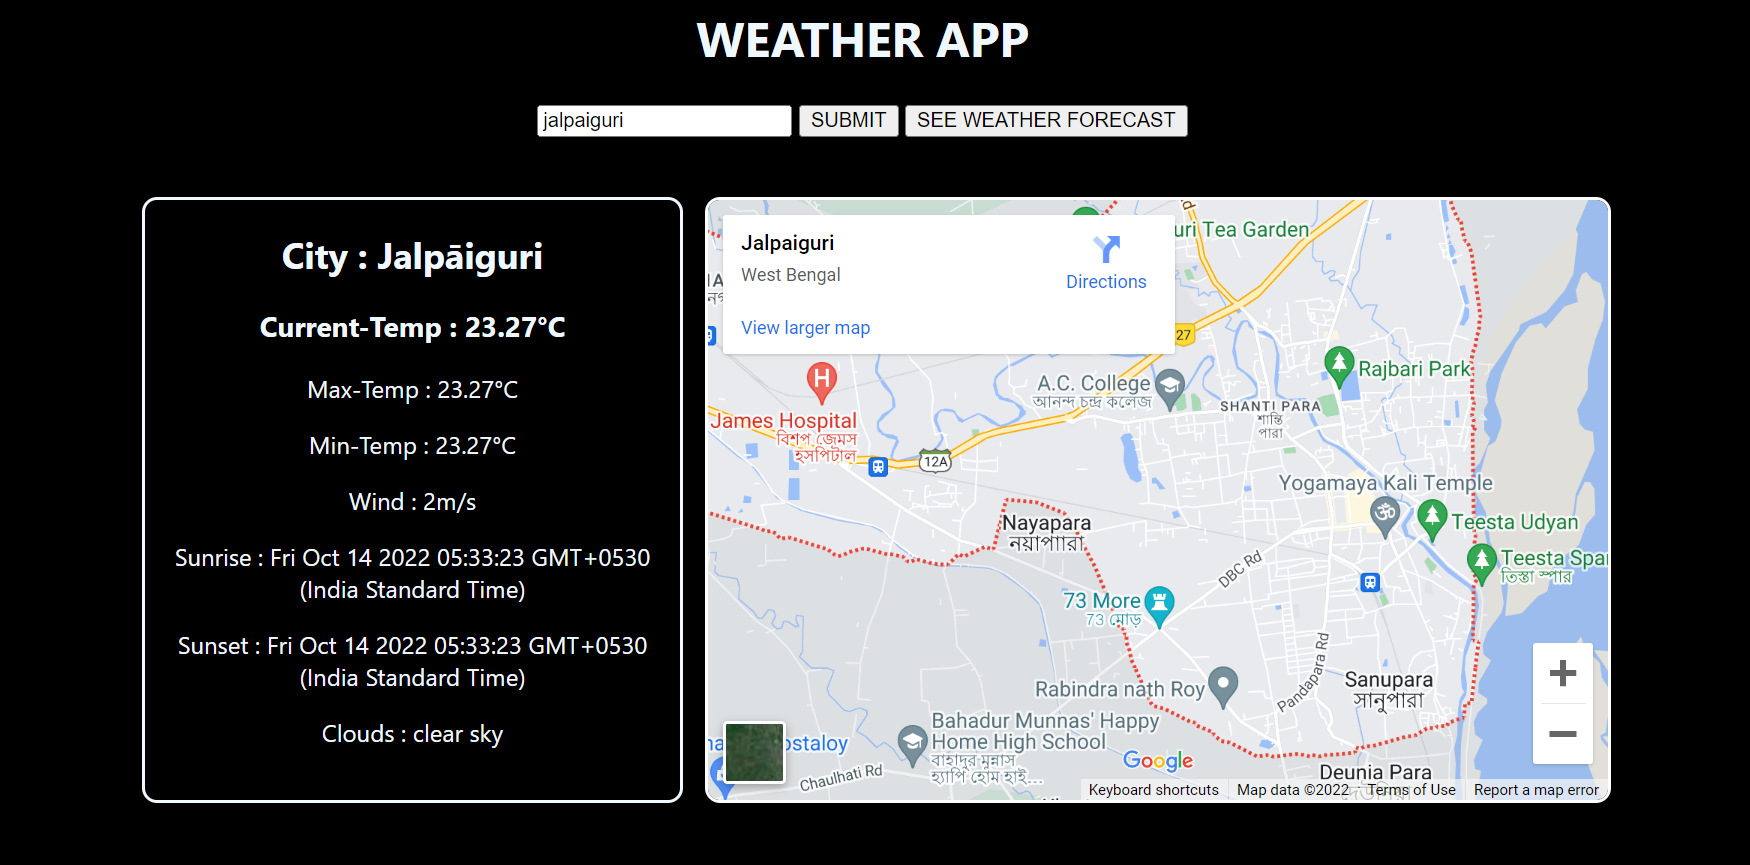 WEATHER APP
jalpaiguri
SUBMIT
SEE WEATHER FORECAST
City : Jalpāiguri
Current-Temp : 23.27°C
Max-Temp : 23.27°C
Min-Temp : 23.27°C
Wind : 2m/s
Sunrise : Fri Oct 14 2022 05:33:23 GMT+0530
(India Standard Time)
Sunset : Fri Oct 14 2022 05:33:23 GMT+0530
(India Standard Time)
Clouds : clear sky
Jalpaiguri
West Bengal
Directions
View larger map
uri Tea Garden
27
Rajbari Park
A.C. College
আনন্দ চন্দ্র কলেজ
SHANTI PARA
শান্তি
পারা
H
James Hospital
বিশপ জেমস
হসপিটাল
12A
Yogamaya Kali Temple
Teesta Udyan
Nayapara
নয়াপাারা
Teesta Spar
তিস্তা স্পার
DBC Rd
73 More
73 মোড়
Pandapara Rd
Rabindra nath Roy
Sanupara
সানুপারা
Bahadur Munnas' Happy
Home High School
বাহাদুর মুন্নাস
হ্যাপি হোম হাই...
ostaloy
Chaulhati Rd
Google
Deunia Para
Keyboard shortcuts
Map data ©2022
Terms of Use
Report a map error